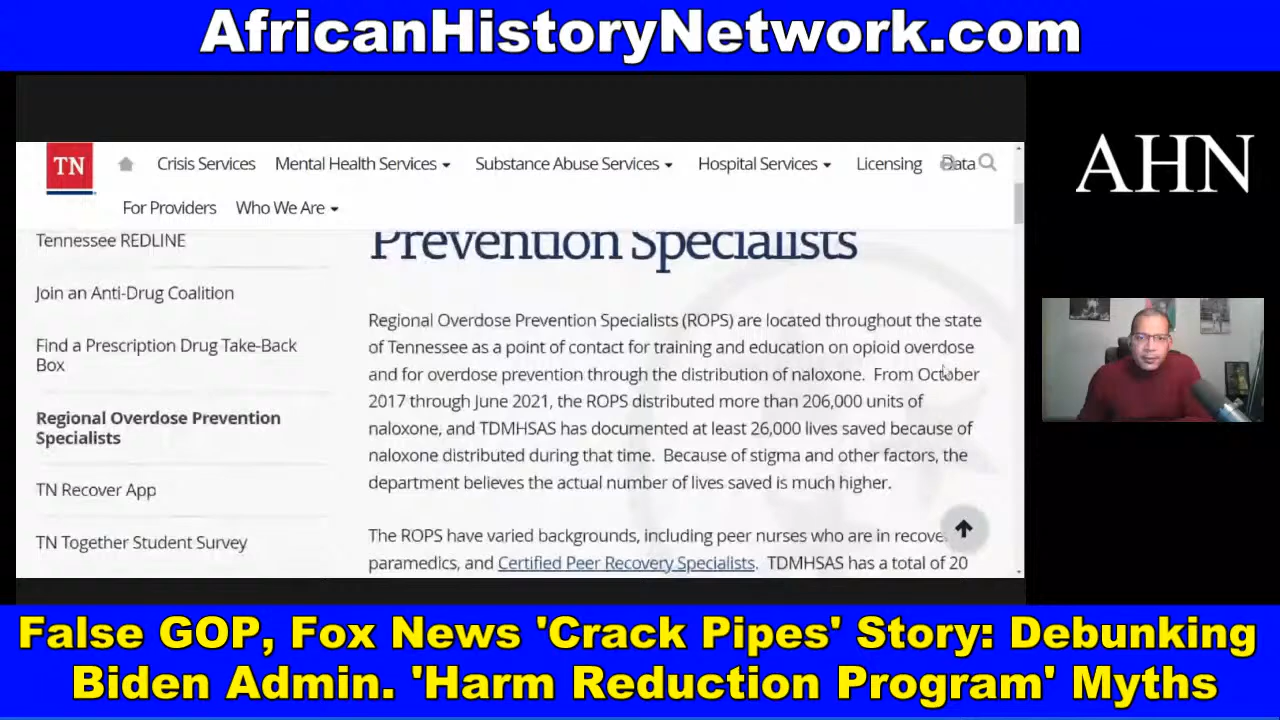 AfricanHistoryNetwork.com
TN
Crisis Services Mental Health Services Substance Abuse Services Hospital Services Licensing Data
For Providers Who We Are
Tennessee REDLINE
Join an Anti-Drug Coalition
Find a Prescription Drug Take-Back
Box
Regional Overdose Prevention
Specialists
TN Recover App
TN Together Student Survey
Prevention Specialists
Regional Overdose Prevention Specialists (ROPS) are located throughout the state
of Tennessee as a point of contact for training and education on opioid overdose
and for overdose prevention through the distribution of naloxone. From October
2017 through June 2021, the ROPS distributed more than 206,000 units of
naloxone, and TDMHSAS has documented at least 26,000 lives saved because of
naloxone distributed during that time. Because of stigma and other factors, the
department believes the actual number of lives saved is much higher.
The ROPS have varied backgrounds, including peer nurses who are in recove
paramedics, and Certified Peer Recovery Specialists. TDMHSAS has a total of 20
AHN
False GOP, Fox News 'Crack Pipes' Story: Debunking
Biden Admin. 'Harm Reduction Program' Myths